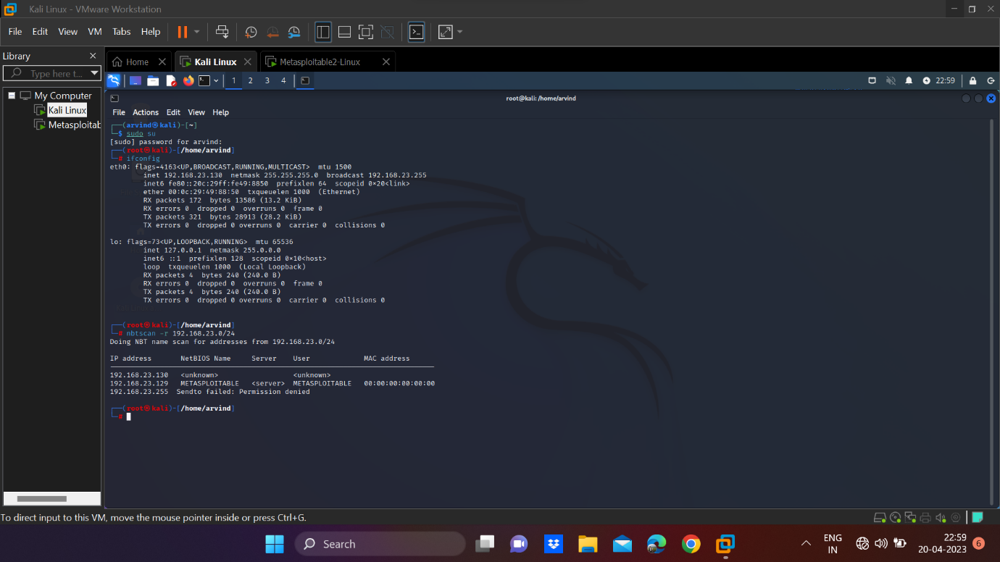 Kali Linux - VMware Workstation
File Edit View VM Tabs Help
Library
Type here t...
My Computer
Kali Linux
Metasploitab
Home Kali Linux Metasploitable2-Linux
1 2 3 4 22:59
root@kali: /home/arvind
File Actions Edit View Help
┌──(arvind㉿kali)-[~]
└─$ sudo su
[sudo] password for arvind:
┌──(root㉿kali)-[/home/arvind]
└─# ifconfig
eth0: flags=4163<UP,BROADCAST,RUNNING,MULTICAST>  mtu 1500
        inet 192.168.23.130  netmask 255.255.255.0  broadcast 192.168.23.255
        inet6 fe80::20c:29ff:fe49:8850  prefixlen 64  scopeid 0×20<link>
        ether 00:0c:29:49:88:50  txqueuelen 1000  (Ethernet)
        RX packets 172  bytes 13586 (13.2 KiB)
        RX errors 0  dropped 0  overruns 0  frame 0
        TX packets 321  bytes 28913 (28.2 KiB)
        TX errors 0  dropped 0 overruns 0  carrier 0  collisions 0
lo: flags=73<UP,LOOPBACK,RUNNING>  mtu 65536
        inet 127.0.0.1  netmask 255.0.0.0
        inet6 ::1  prefixlen 128  scopeid 0×10<host>
        loop  txqueuelen 1000  (Local Loopback)
        RX packets 4  bytes 240 (240.0 B)
        RX errors 0  dropped 0  overruns 0  frame 0
        TX packets 4  bytes 240 (240.0 B)
        TX errors 0  dropped 0 overruns 0  carrier 0  collisions 0
┌──(root㉿kali)-[/home/arvind]
└─# nbtscan -r 192.168.23.0/24
Doing NBT name scan for addresses from 192.168.23.0/24
IP address       NetBIOS Name     Server    User             MAC address
192.168.23.130   <unknown>                  <unknown>
192.168.23.129   METASPLOITABLE   <server>  METASPLOITABLE   00:00:00:00:00:00
192.168.23.255  Sendto failed: Permission denied
┌──(root㉿kali)-[/home/arvind]
└─#
To direct input to this VM, move the mouse pointer inside or press Ctrl+G.
Search
ENG
IN
22:59
20-04-2023
6